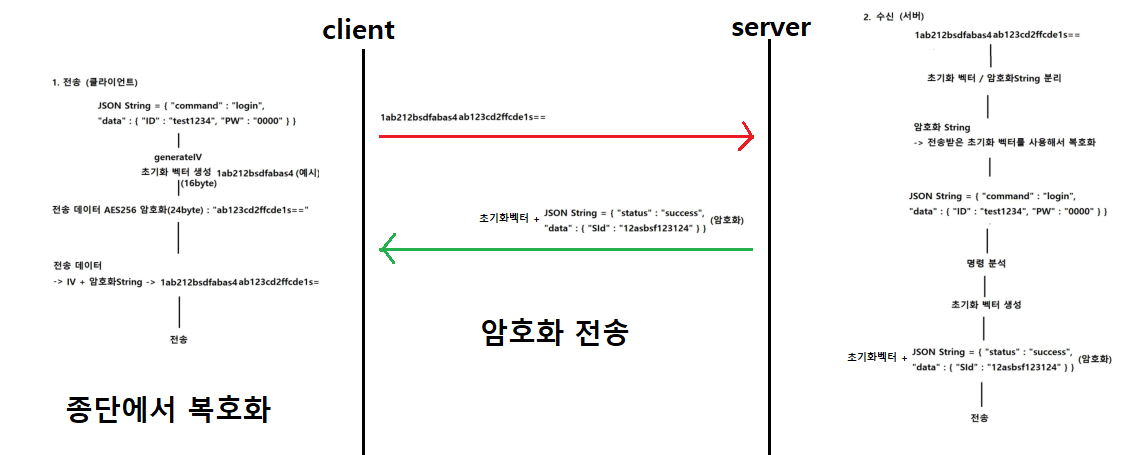 client
server
1. 전송 (클라이언트)
JSON String = { "command" : "login",
"data" : { "ID" : "test1234", "PW" : "0000" } }
generateIV
초기화 벡터 생성 1ab212bsdfabas4 (예시)
(16byte)
전송 데이터 AES256 암호화(24byte) : "ab123cd2ffcde1s=="
전송 데이터
-> IV + 암호화String -> 1ab212bsdfabas4 ab123cd2ffcde1s=
전송
종단에서 복호화
1ab212bsdfabas4 ab123cd2ffcde1s==
초기화벡터 + JSON String = { "status" : "success",
"data" : { "SId" : "12asbsf123124" } } (암호화)
암호화 전송
2. 수신 (서버)
1ab212bsdfabas4 ab123cd2ffcde1s==
초기화 벡터 / 암호화String 분리
암호화 String
-> 전송받은 초기화 벡터를 사용해서 복호화
JSON String = { "command" : "login",
"data" : { "ID" : "test1234", "PW" : "0000" } }
명령 분석
초기화 벡터 생성
초기화벡터 + JSON String = { "status" : "success",
"data" : { "SId" : "12asbsf123124" } } (암호화)
전송